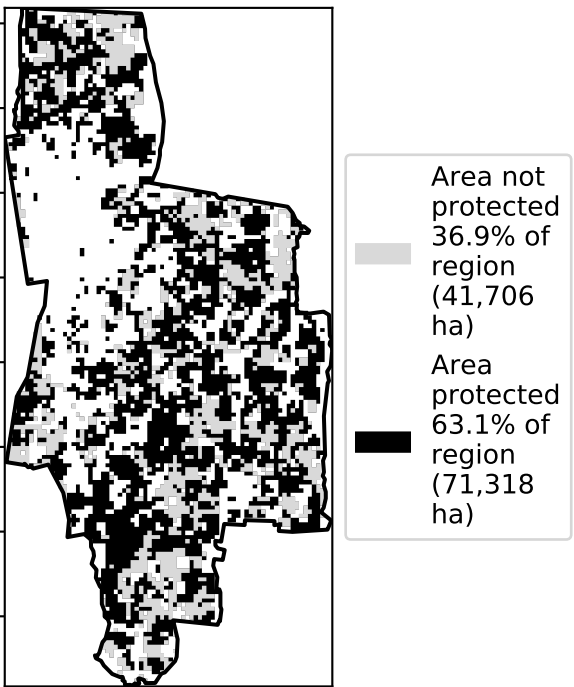 Area not
protected
36.9% of
region
(41,706
ha)
Area
protected
63.1% of
region
(71,318
ha)